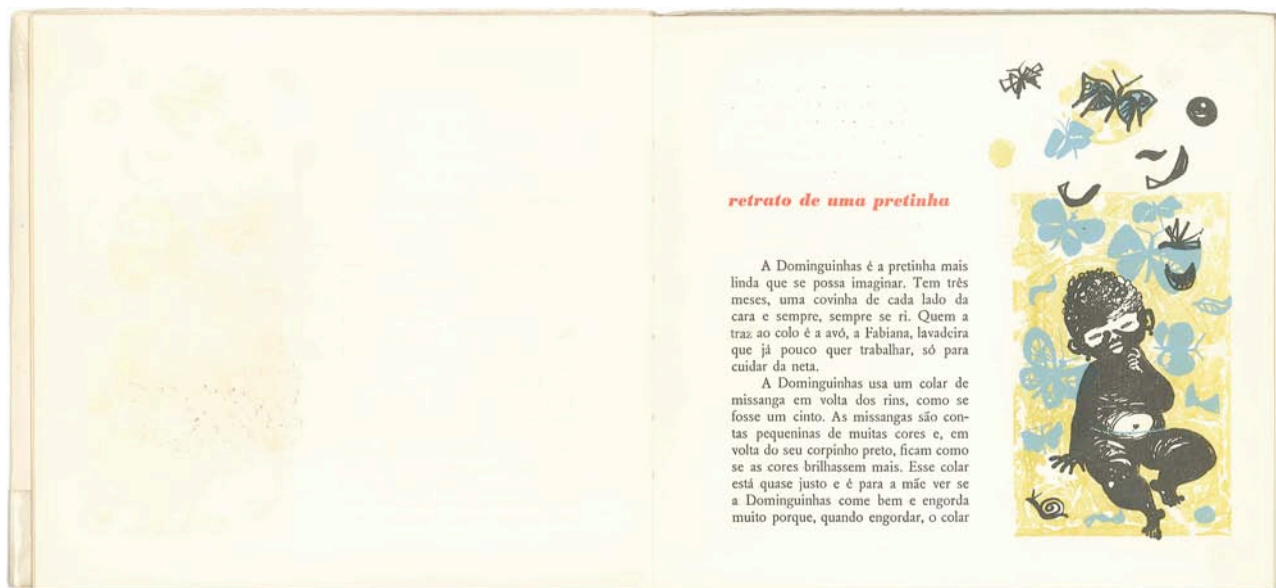 retrato de uma pretinha
A Dominguinhas é a pretinha mais
linda que se possa imaginar. Tem três
meses, uma covinha de cada lado da
cara e sempre, sempre se ri. Quem a
traz ao colo é a avó, a Fabiana, lavadeira
que já pouco quer trabalhar, só para
cuidar da neta.
A Dominguinhas usa um colar de
missanga em volta dos rins, como se
fosse um cinto. As missangas são con-
tas pequeninas de muitas cores e, em
volta do seu corpinho preto, ficam como
se as cores brilhassem mais. Esse colar
está quase justo e é para a mãe ver se
a Dominguinhas come bem e engorda
muito porque, quando engordar, o colar